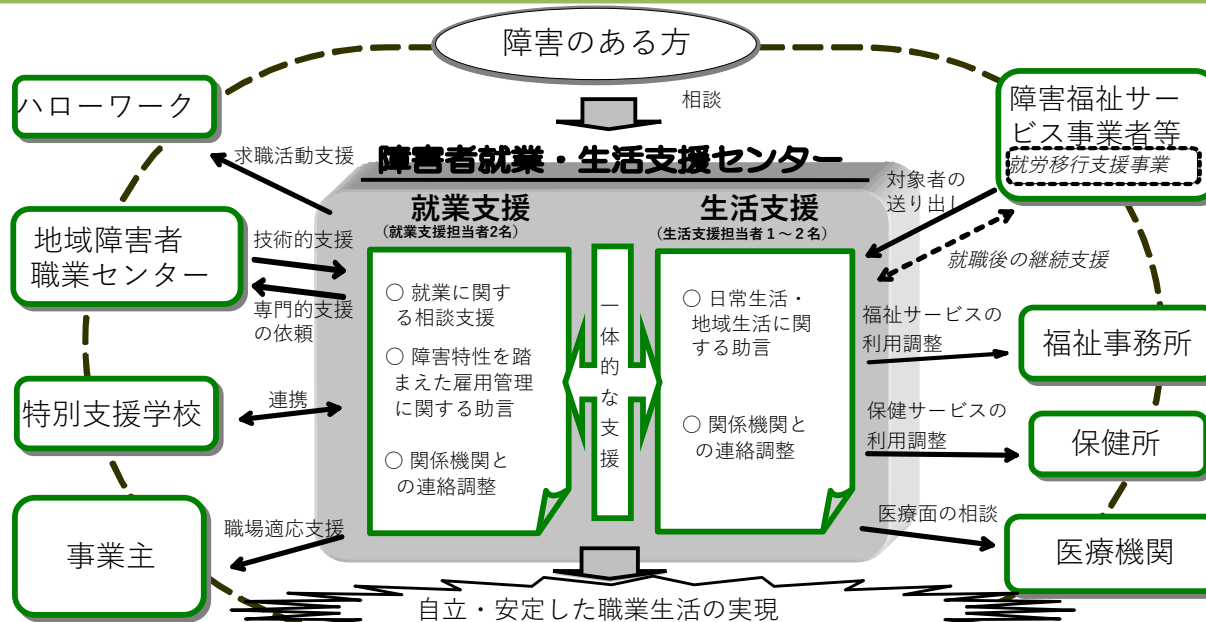 障害のある方
相談
ハローワーク
求職活動支援
地域障害者
職業センター
技術的支援
専門的支援
の依頼
特別支援学校
連携
事業主
職場適応支援
障害者就業・生活支援センター
就業支援
(就業支援担当者2名)
○ 就業に関す
る相談支援
○ 障害特性を踏
まえた雇用管理
に関する助言
○ 関係機関と
の連絡調整
一体的な支援
生活支援
(生活支援担当者1~2名)
○ 日常生活・
地域生活に関
する助言
○ 関係機関と
の連絡調整
障害福祉サー
ビス事業者等
就労移行支援事業
対象者の
送り出し
就職後の継続支援
福祉サービスの
利用調整
福祉事務所
保健サービスの
利用調整
保健所
医療面の相談
医療機関
自立・安定した職業生活の実現